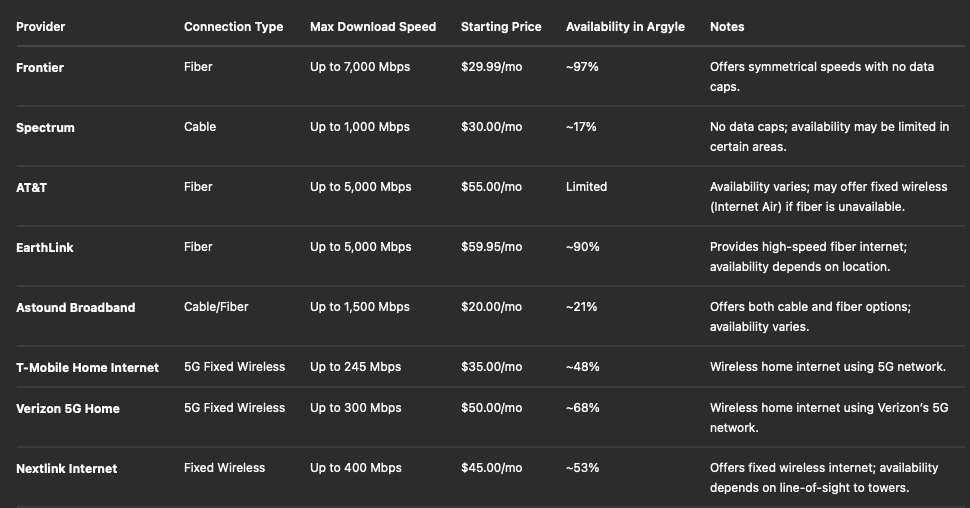 Provider Connection Type Max Download Speed Starting Price Availability in Argyle Notes
Frontier Fiber Up to 7,000 Mbps $29.99/mo ~97% Offers symmetrical speeds with no data
caps.
Spectrum Cable Up to 1,000 Mbps $30.00/mo ~17% No data caps; availability may be limited in
certain areas.
AT&T Fiber Up to 5,000 Mbps $55.00/mo Limited Availability varies; may offer fixed wireless
(Internet Air) if fiber is unavailable.
EarthLink Fiber Up to 5,000 Mbps $59.95/mo ~90% Provides high-speed fiber internet;
availability depends on location.
Astound Broadband Cable/Fiber Up to 1,500 Mbps $20.00/mo ~21% Offers both cable and fiber options;
availability varies.
T-Mobile Home Internet 5G Fixed Wireless Up to 245 Mbps $35.00/mo ~48% Wireless home internet using 5G network.
Verizon 5G Home 5G Fixed Wireless Up to 300 Mbps $50.00/mo ~68% Wireless home internet using Verizon's 5G
network.
Nextlink Internet Fixed Wireless Up to 400 Mbps $45.00/mo ~53% Offers fixed wireless internet; availability
depends on line-of-sight to towers.